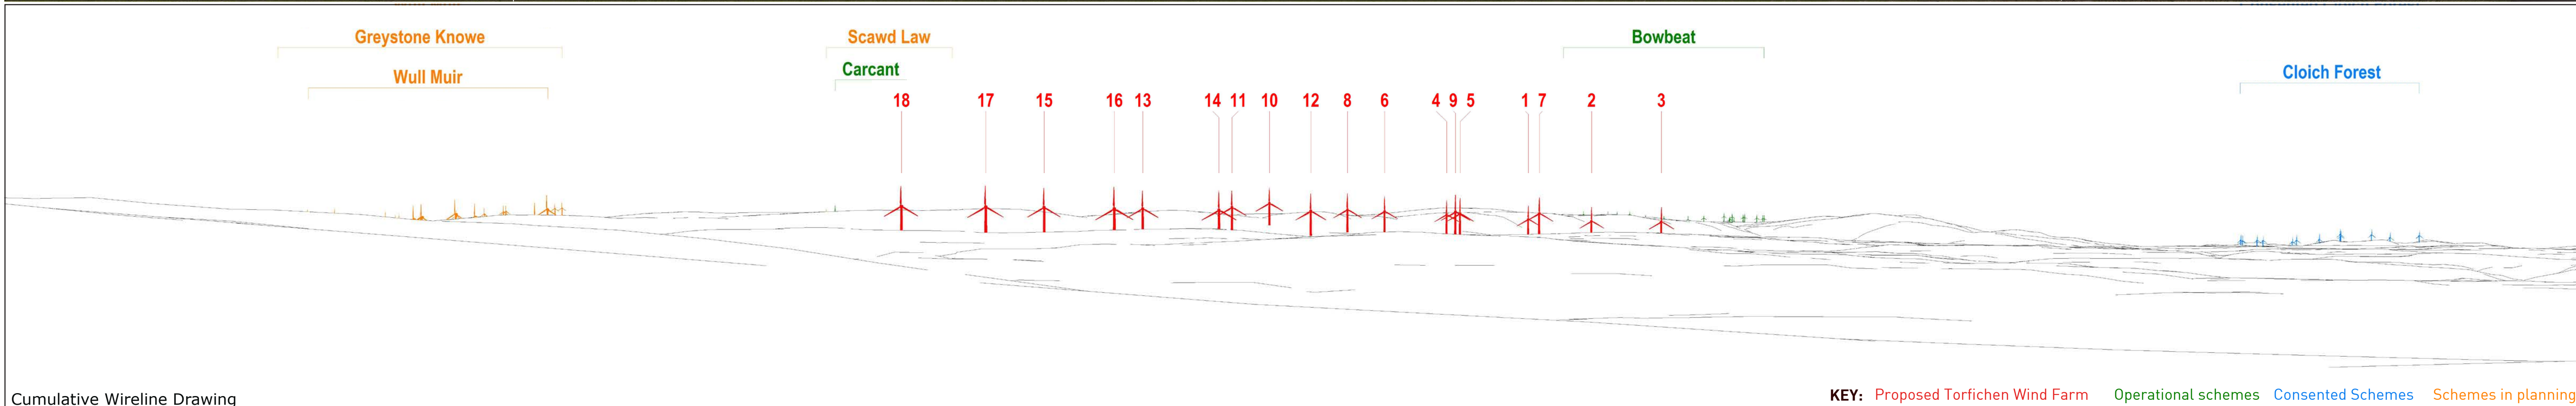 Greystone Knowe Scawd Law Bowbeat
Wull Muir Carcant Cloich Forest
18 17 15 16 13 14 11 10 12 8 6 4 9 5 1 7 2 3
Cumulative Wireline Drawing
KEY: Proposed Torfichen Wind Farm Operational schemes Consented Schemes Schemes in planning